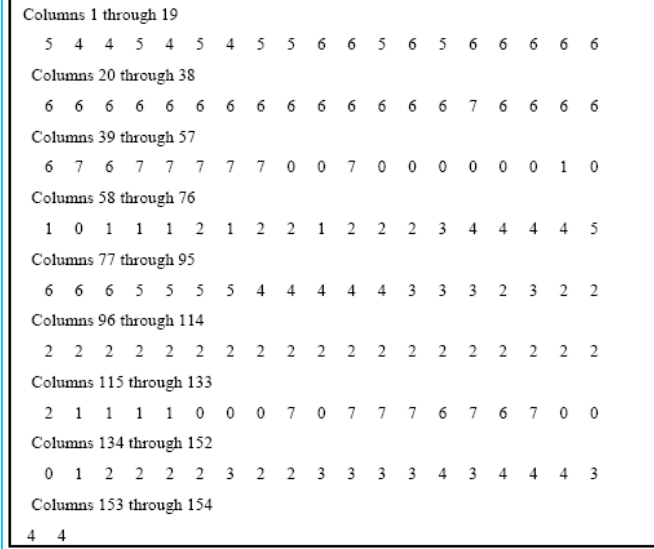 Columns 1 through 19
5 4 4 5 4 5 4 5 5 6 6 5 6 5 6 6 6 6 6
Columns 20 through 38
6 6 6 6 6 6 6 6 6 6 6 6 6 6 7 6 6 6 6
Columns 39 through 57
6 7 6 7 7 7 7 7 0 0 7 0 0 0 0 0 0 1 0
Columns 58 through 76
1 0 1 1 1 2 1 2 2 1 2 2 2 3 4 4 4 4 5
Columns 77 through 95
6 6 6 5 5 5 5 4 4 4 4 4 3 3 3 2 3 2 2
Columns 96 through 114
2 2 2 2 2 2 2 2 2 2 2 2 2 2 2 2 2 2 2
Columns 115 through 133
2 1 1 1 1 0 0 0 7 0 7 7 7 6 7 6 7 0 0
Columns 134 through 152
0 1 2 2 2 2 3 2 2 3 3 3 3 4 3 4 4 4 3
Columns 153 through 154
4 4